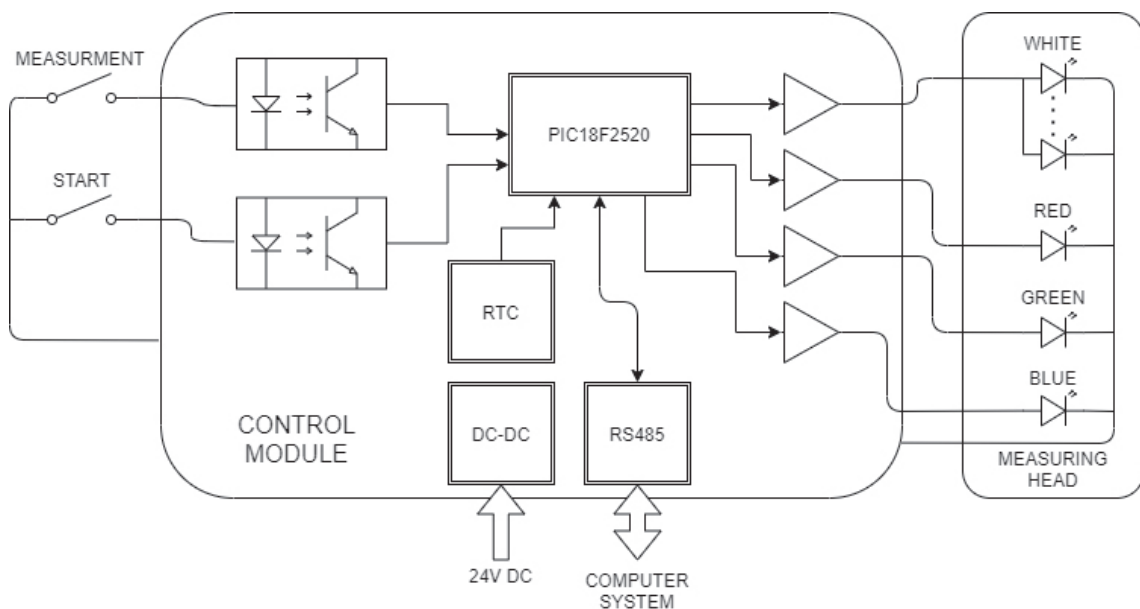 MEASURMENT
START
PIC18F2520
RTC
DC-DC
RS485
CONTROL
MODULE
24V DC
COMPUTER
SYSTEM
WHITE
RED
GREEN
BLUE
MEASURING
HEAD